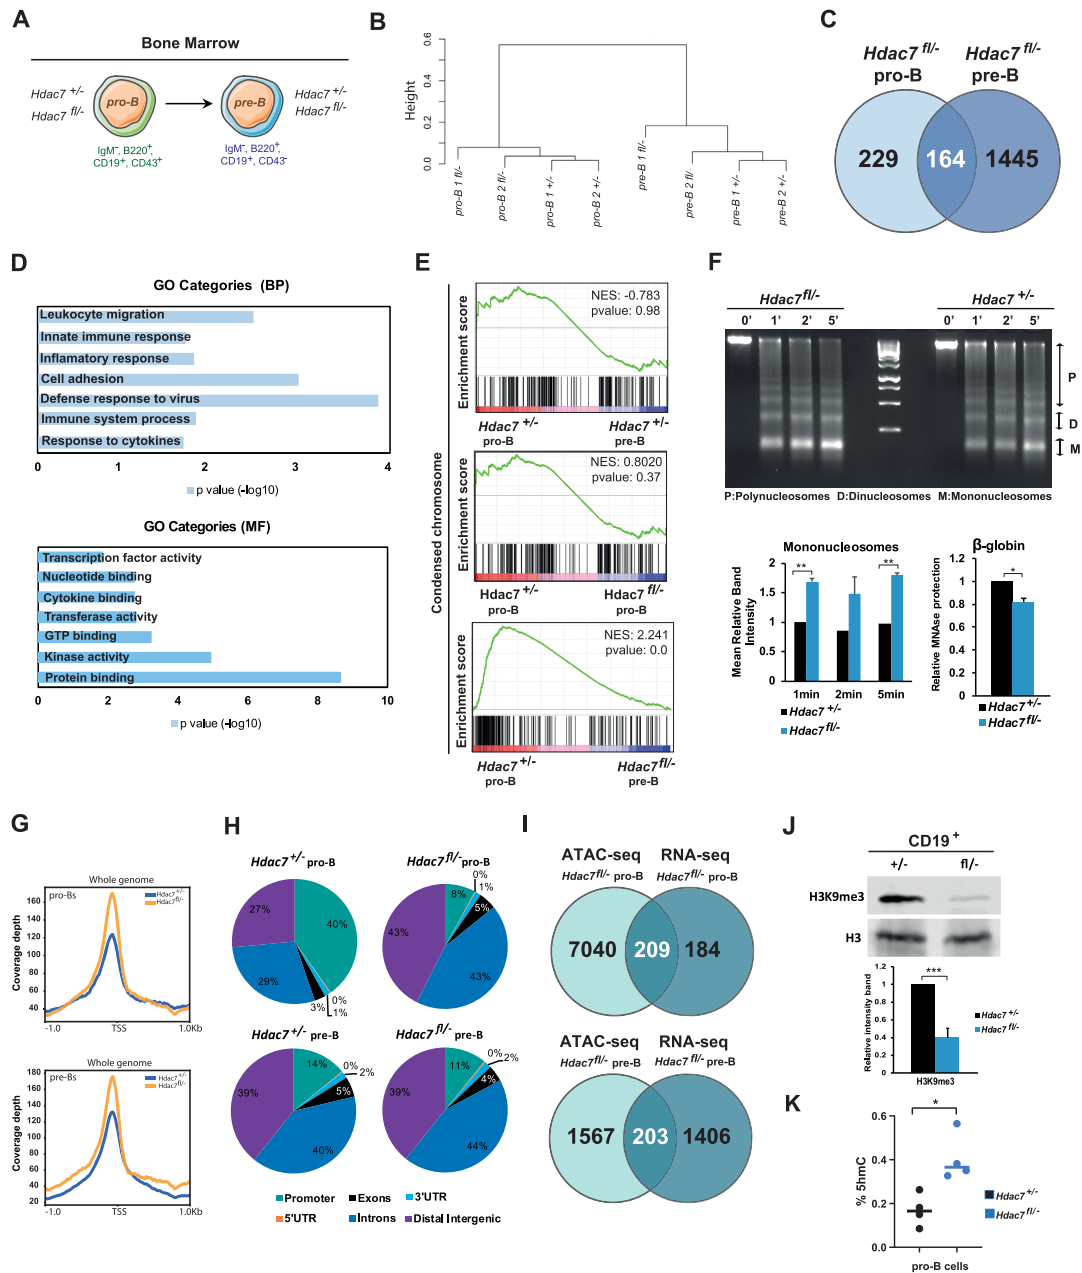 A
Bone Marrow
Hdac7 +/-
Hdac7 fl/-
pro-B
pre-B
Hdac7 +/-
Hdac7 fl/-
IgM-, B220+,
CD19+, CD43+
IgM-, B220+,
CD19+, CD43-
B
Height
0.6
0.4
0.2
0.0
pro-B 1 fl/-
pro-B 2 fl/-
pro-B 1 +/-
pro-B 2 +/-
pre-B 1 fl/-
pre-B 2 fl/-
pre-B 1 +/-
pre-B 2 +/-
C
Hdac7 fl/- Hdac7 fl/-
pro-B pre-B
229 164 1445
D
GO Categories (BP)
Leukocyte migration
Innate immune response
Inflamatory response
Cell adhesion
Defense response to virus
Immune system process
Response to cytokines
0 1 2 3 4
p value (-log10)
GO Categories (MF)
Transcription factor activity
Nucleotide binding
Cytokine binding
Transferase activity
GTP binding
Kinase activity
Protein binding
0 2 4 6 8 10
p value (-log10)
E
Condensed chromosome
Enrichment score
NES: -0.783
pvalue: 0.98
Hdac7 +/- Hdac7 +/-
pro-B pre-B
Enrichment score
NES: 0.8020
pvalue: 0.37
Hdac7 +/- Hdac7 fl/-
pro-B pro-B
Enrichment score
NES: 2.241
pvalue: 0.0
Hdac7 +/- Hdac7 fl/-
pro-B pre-B
F
Hdac7 fl/- Hdac7 +/-
0' 1' 2' 5' 0' 1' 2' 5'
P
D
M
P:Polynucleosomes D:Dinucleosomes M:Mononucleosomes
Mononucleosomes
Mean Relative Band
Intensity
2
1.5
1
0.5
0
** **
1min 2min 5min
Hdac7 +/-
Hdac7 fl/-
β-globin
Relative MNAse protection
1.2
1
0.8
0.6
0.4
0.2
0
*
Hdac7 +/-
Hdac7 fl/-
G
Whole genome
pro-Bs
Hdac7 +/-
Hdac7 fl/-
Coverage depth
160
140
120
100
80
60
40
-1.0 TSS 1.0Kb
Whole genome
pre-Bs
Hdac7 +/-
Hdac7 fl/-
Coverage depth
180
160
140
120
100
80
60
40
20
-1.0 TSS 1.0Kb
H
Hdac7 +/- pro-B
27%
40%
29%
3%
0%
1%
Hdac7 fl/- pro-B
8%
0%
1%
5%
43%
43%
Hdac7 +/- pre-B
14%
0%
2%
5%
39%
40%
Hdac7 fl/- pre-B
11%
0%
2%
4%
39%
44%
Promoter Exons 3'UTR
5'UTR Introns Distal Intergenic
I
ATAC-seq RNA-seq
Hdac7 fl/- pro-B Hdac7 fl/- pro-B
7040 209 184
ATAC-seq RNA-seq
Hdac7 fl/- pre-B Hdac7 fl/- pre-B
1567 203 1406
J
CD19 +
+/- fl/-
H3K9me3
H3
Relative intensity band
1.2
1
0.8
0.6
0.4
0.2
0
***
H3K9me3
Hdac7 +/-
Hdac7 fl/-
K
% 5hmC
0.6
0.4
0.2
0.0
*
pro-B cells
Hdac7 +/-
Hdac7 fl/-